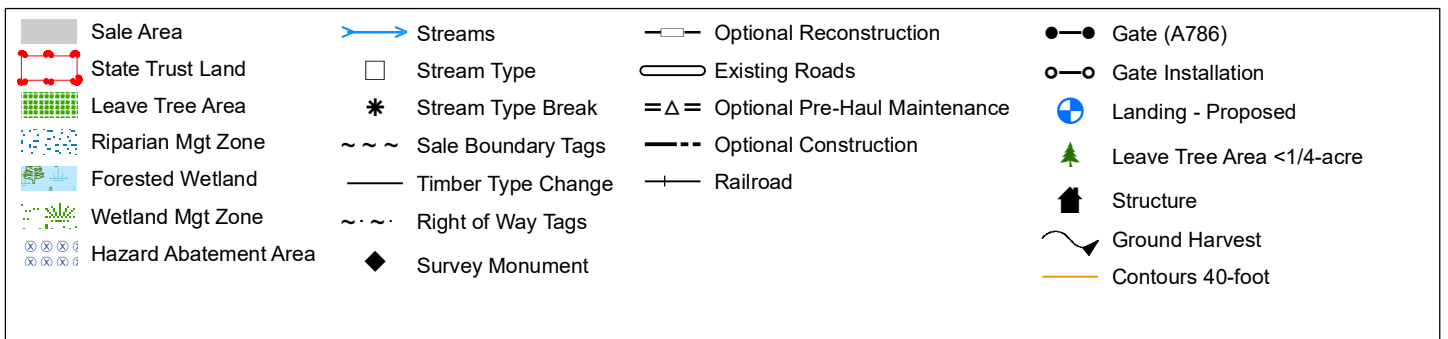 Sale Area
State Trust Land
Leave Tree Area
Riparian Mgt Zone
Forested Wetland
Wetland Mgt Zone
Hazard Abatement Area
Streams
Stream Type
Stream Type Break
Sale Boundary Tags
Timber Type Change
Right of Way Tags
Survey Monument
Optional Reconstruction
Existing Roads
Optional Pre-Haul Maintenance
Optional Construction
Railroad
Gate (A786)
Gate Installation
Landing - Proposed
Leave Tree Area <1/4-acre
Structure
Ground Harvest
Contours 40-foot